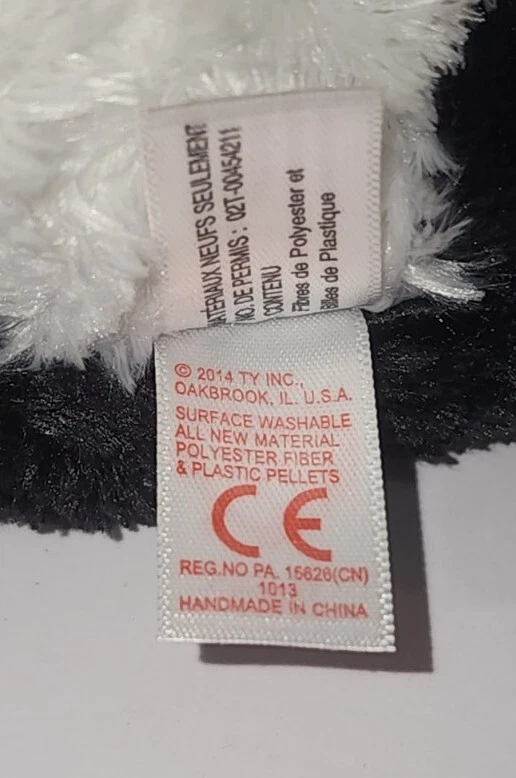 MATÉRIAUX NEUFS SEULEMENT
NO. DE PERMIS : 02T-00454211
CONTENU
Fibres de Polyester et
Billes de Plastique
© 2014 TY INC.,
OAKBROOK, IL. U.S.A.
SURFACE WASHABLE
ALL NEW MATERIAL
POLYESTER FIBER
& PLASTIC PELLETS
CE
REG.NO PA. 15626(CN)
1013
HANDMADE IN CHINA